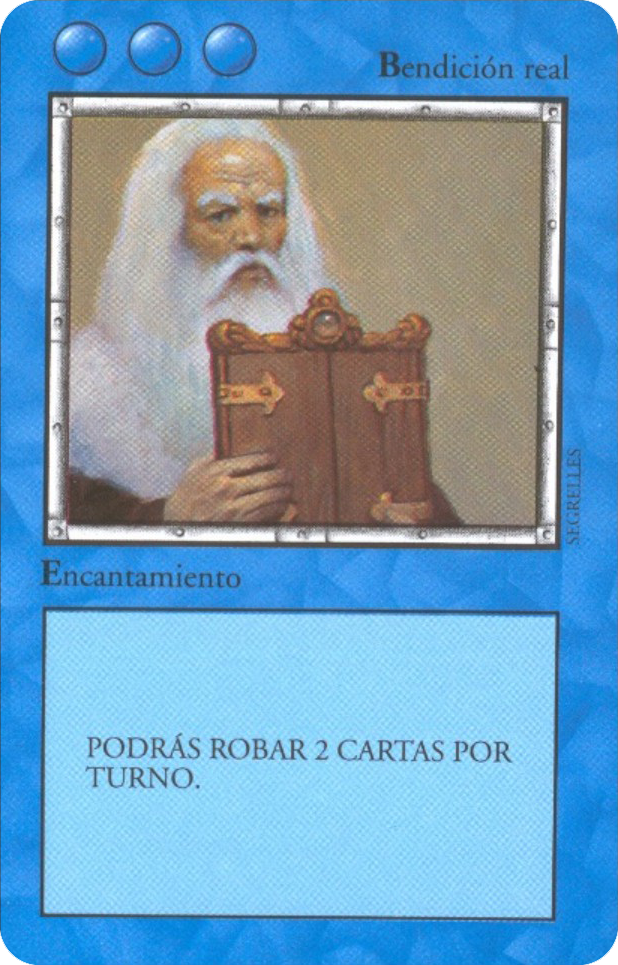 Bendición real
SEGRELLES
Encantamiento
PODRÁS ROBAR 2 CARTAS POR
TURNO.